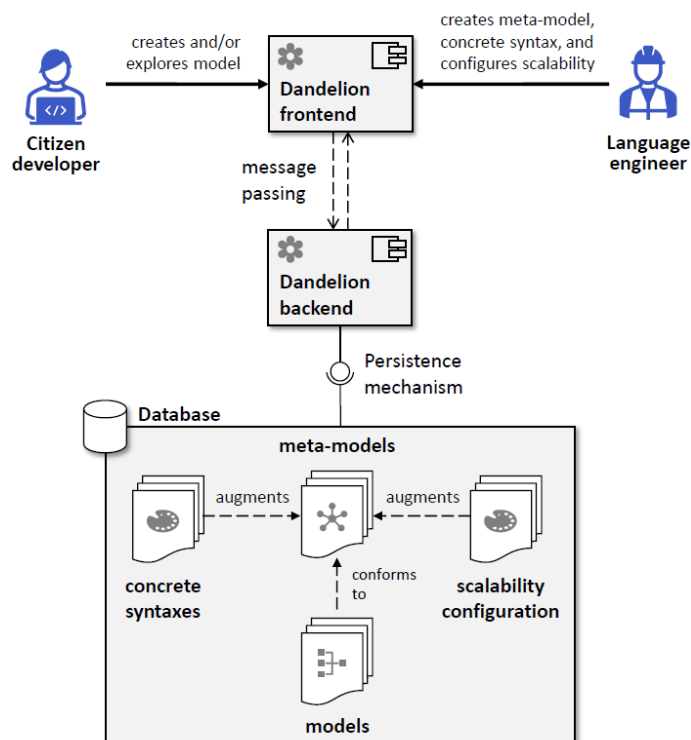 creates and/or
explores model
creates meta-model,
concrete syntax, and
configures scalability
Dandelion
frontend
</>
Citizen
developer
Language
engineer
message
passing
Dandelion
backend
Persistence
mechanism
Database
meta-models
augments
augments
concrete
syntaxes
conforms
to
scalability
configuration
models